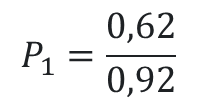 P₁ = 0,62 / 0,92